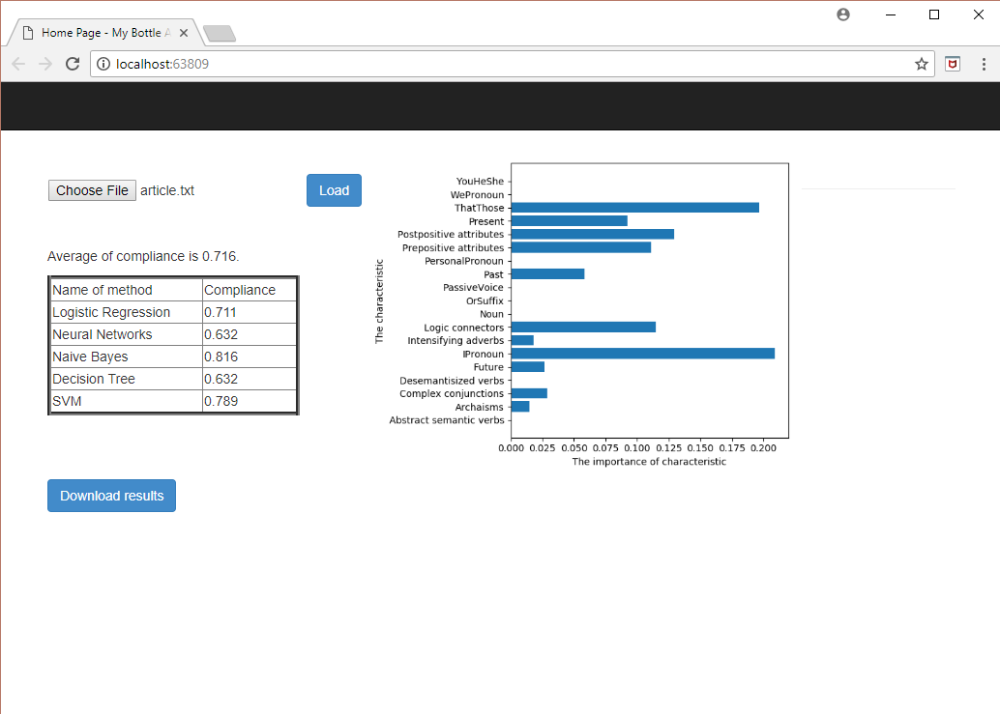 Home Page - My Bottle A
localhost:63809
Choose File article.txt
Load
Average of compliance is 0.716.
Name of method Compliance
Logistic Regression 0.711
Neural Networks 0.632
Naive Bayes 0.816
Decision Tree 0.632
SVM 0.789
Download results
The characteristic
YouHeShe
WePronoun
ThatThose
Present
Postpositive attributes
Prepositive attributes
PersonalPronoun
Past
PassiveVoice
OrSuffix
Noun
Logic connectors
Intensifying adverbs
IPronoun
Future
Desemantisized verbs
Complex conjunctions
Archaisms
Abstract semantic verbs
0.000 0.025 0.050 0.075 0.100 0.125 0.150 0.175 0.200
The importance of characteristic